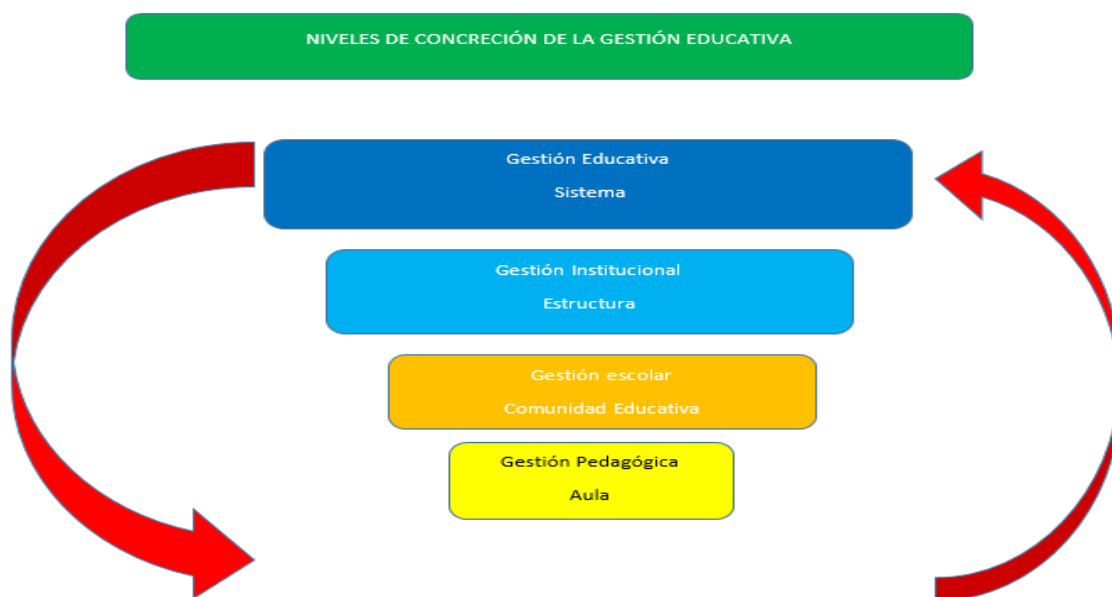 NIVELES DE CONCRECIÓN DE LA GESTIÓN EDUCATIVA
Gestión Educativa
Sistema
Gestión Institucional
Estructura
Gestión escolar
Comunidad Educativa
Gestión Pedagógica
Aula